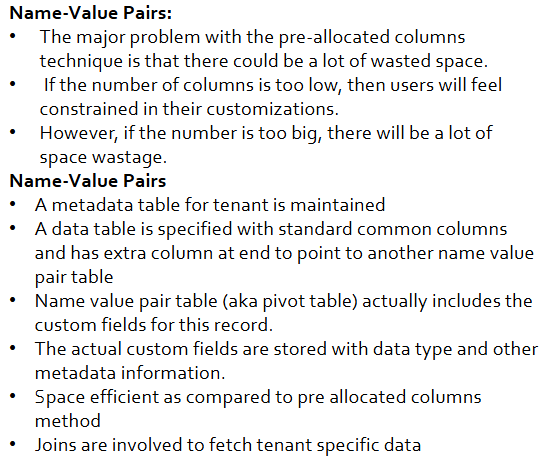 Name-Value Pairs:
• The major problem with the pre-allocated columns
technique is that there could be a lot of wasted space.
• If the number of columns is too low, then users will feel
constrained in their customizations.
• However, if the number is too big, there will be a lot of
space wastage.
Name-Value Pairs
• A metadata table for tenant is maintained
• A data table is specified with standard common columns
and has extra column at end to point to another name value
pair table
• Name value pair table (aka pivot table) actually includes the
custom fields for this record.
• The actual custom fields are stored with data type and other
metadata information.
• Space efficient as compared to pre allocated columns
method
• Joins are involved to fetch tenant specific data